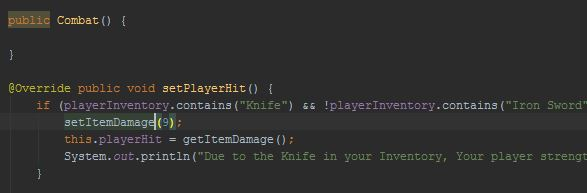 public Combat() {
}
@Override public void setPlayerHit() {
if (playerInventory.contains("Knife") && !playerInventory.contains("Iron Sword"
setItemDamage(9);
this.playerHit = getItemDamage();
System.out.println("Due to the Knife in your Inventory, Your player strengt
}